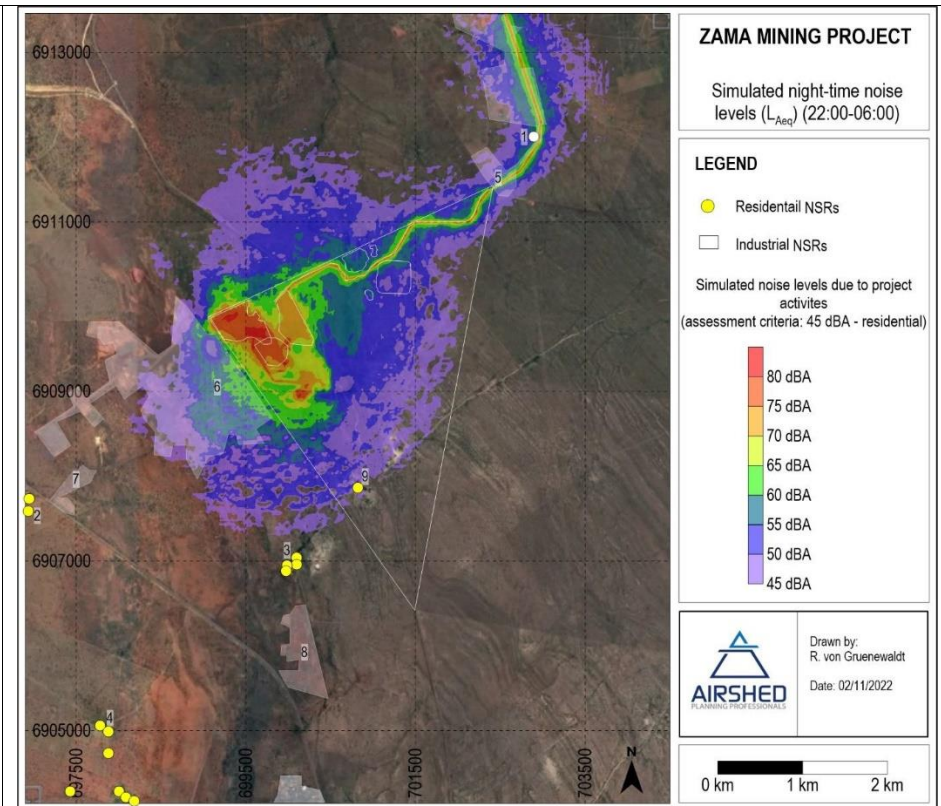 ZAMA MINING PROJECT
Simulated night-time noise
levels (LAeq) (22:00-06:00)
LEGEND
Residentail NSRs
Industrial NSRs
Simulated noise levels due to project
activites
(assessment criteria: 45 dBA - residential)
80 dBA
75 dBA
70 dBA
65 dBA
60 dBA
55 dBA
50 dBA
45 dBA
AIRSHED
PLANNING PROFESSIONALS
Drawn by:
R. von Gruenewaldt
Date: 02/11/2022
0 km 1 km 2 km
6913000
1
5
6911000
6909000
6
7
9
2
6907000
3
8
4
6905000
697500
699500
701500
703500
N